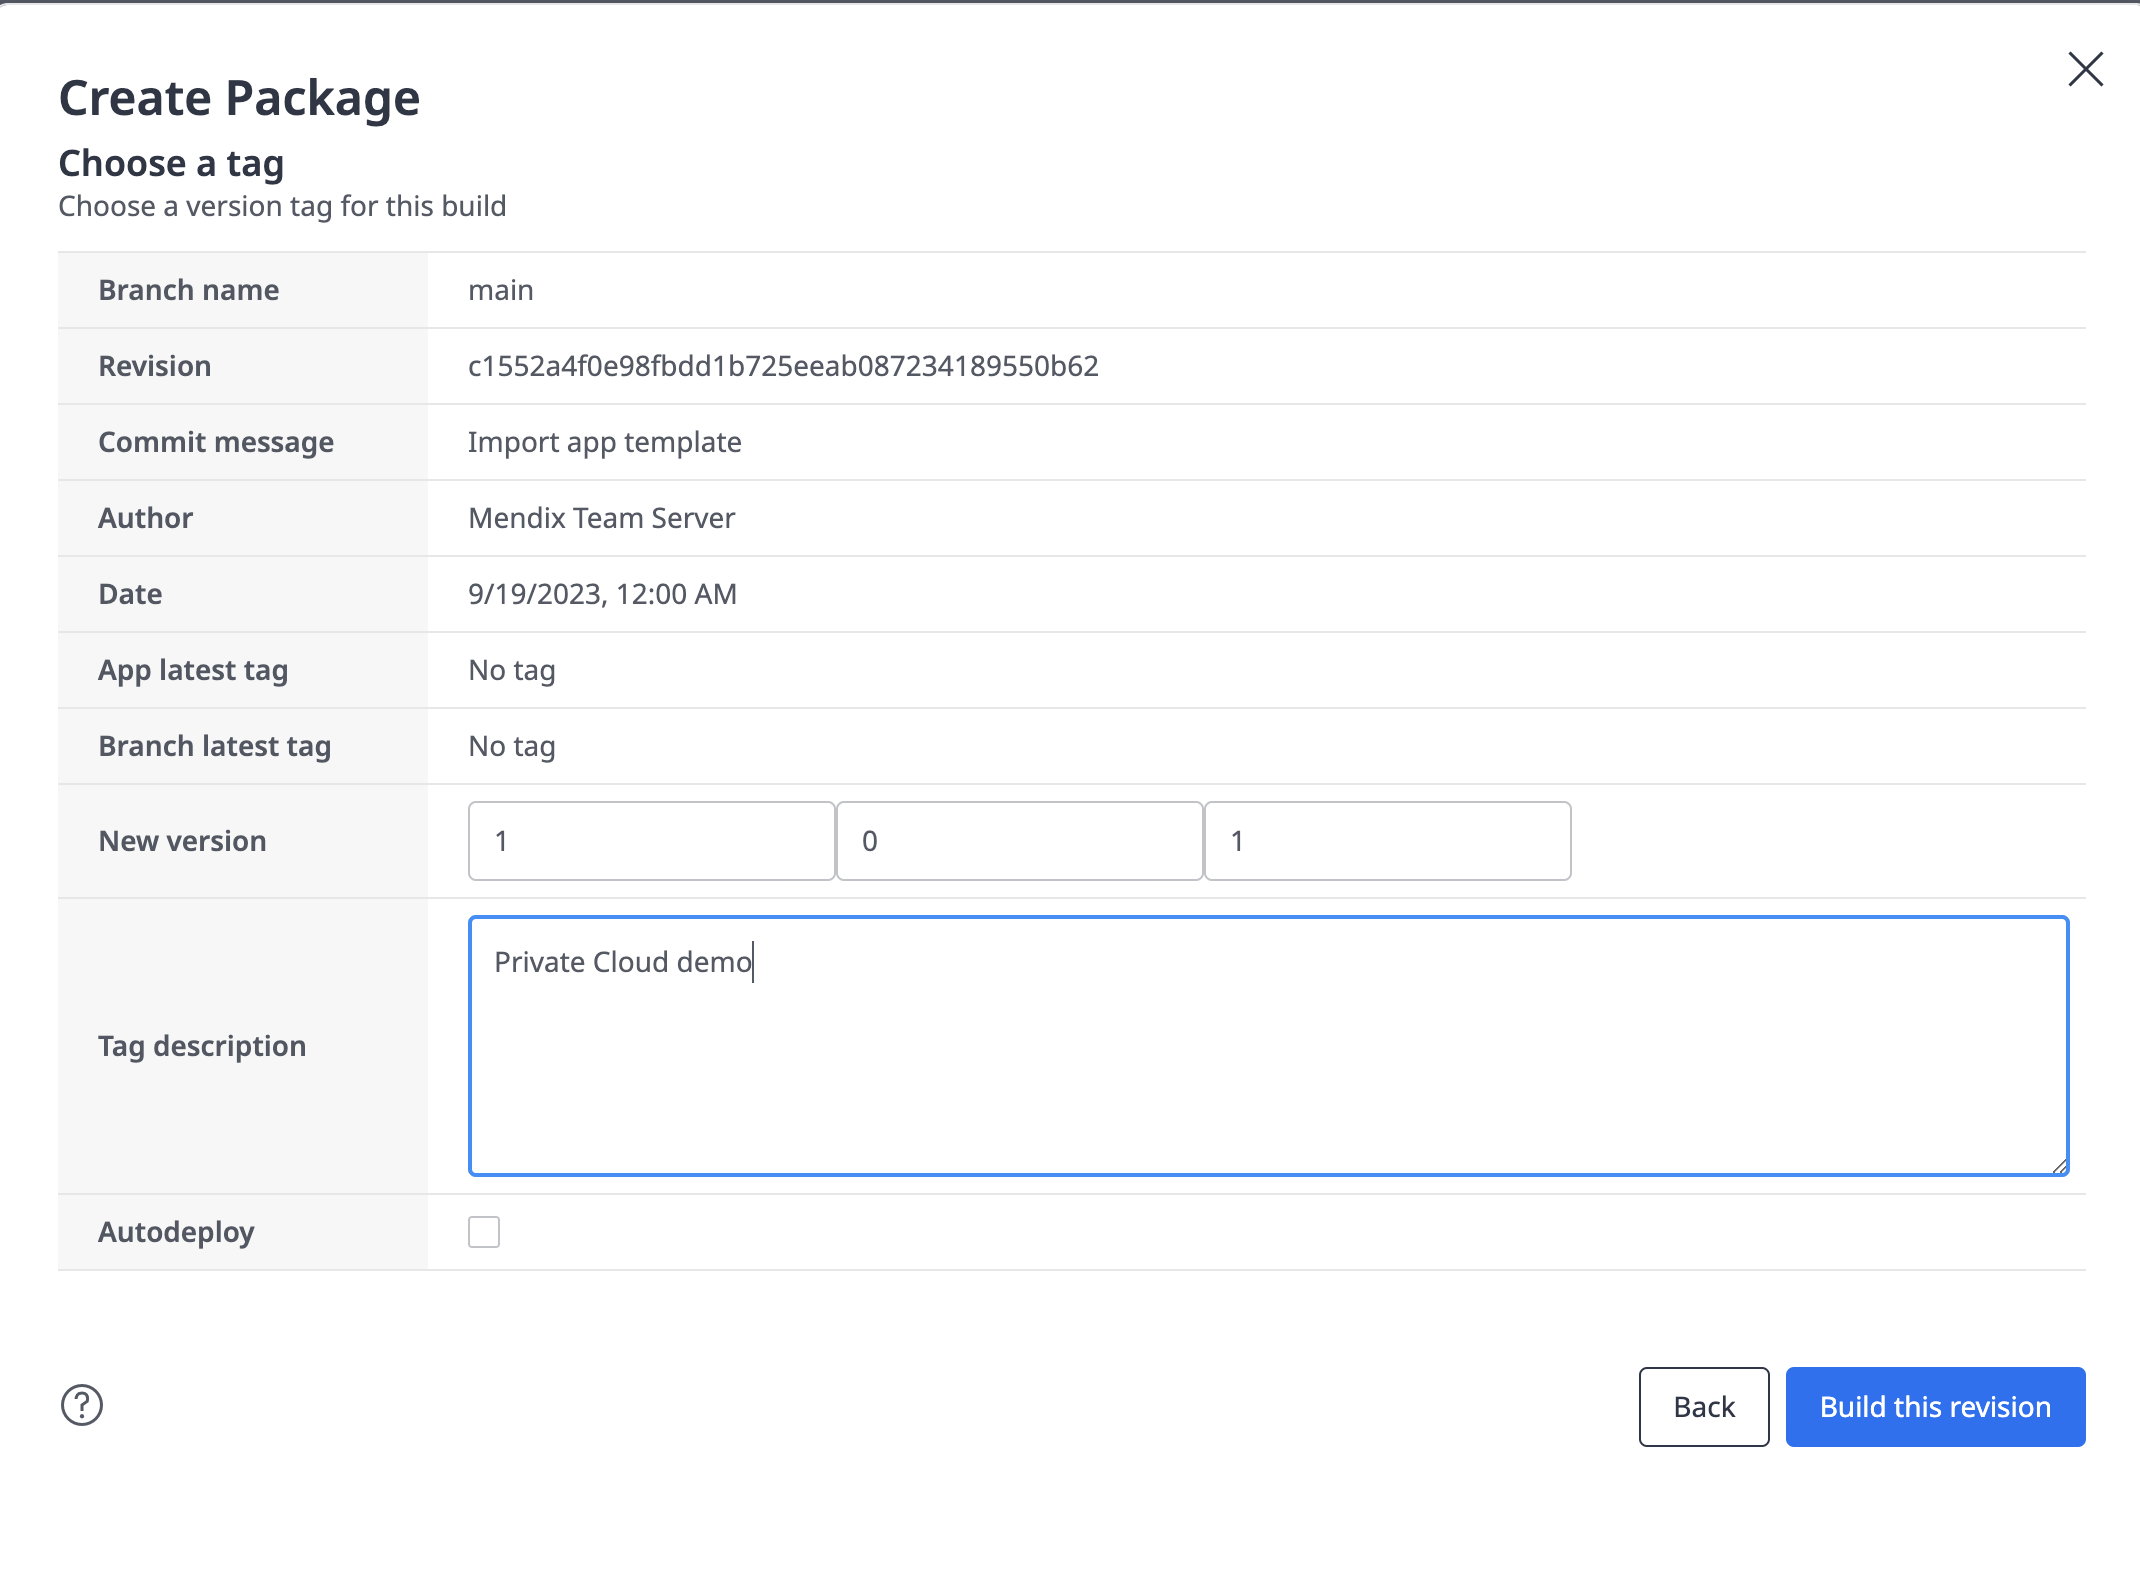 Create Package
Choose a tag
Choose a version tag for this build
Branch name main
Revision c1552a4f0e98fbdd1b725eeab087234189550b62
Commit message Import app template
Author Mendix Team Server
Date 9/19/2023, 12:00 AM
App latest tag No tag
Branch latest tag No tag
New version 1 0 1
Tag description Private Cloud demo
Autodeploy
? Back Build this revision